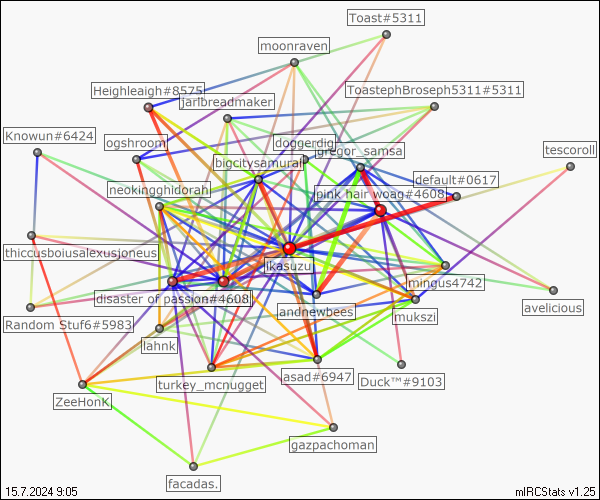 Toast#5311
moonraven
Heighleaigh#8575
ToastephBroseph5311#5311
jarlbreadmaker
Knowun#6424
ogshroom
doggerdig
gregor_samsa
tescoroll
bigcitysamurai
default#0617
neokingghidorah
pink hair woag#4608
thiccusboiusalexusjoneus
ikasuzu
mingus4742
disaster of passion#4608
andnewbees
avelicious
Random Stuf6#5983
mukszi
lahnk
turkey_mcnugget
asad#6947
Duck™#9103
ZeeHonK
gazpachoman
facadas.
15.7.2024 9:05
mIRCStats v1.25